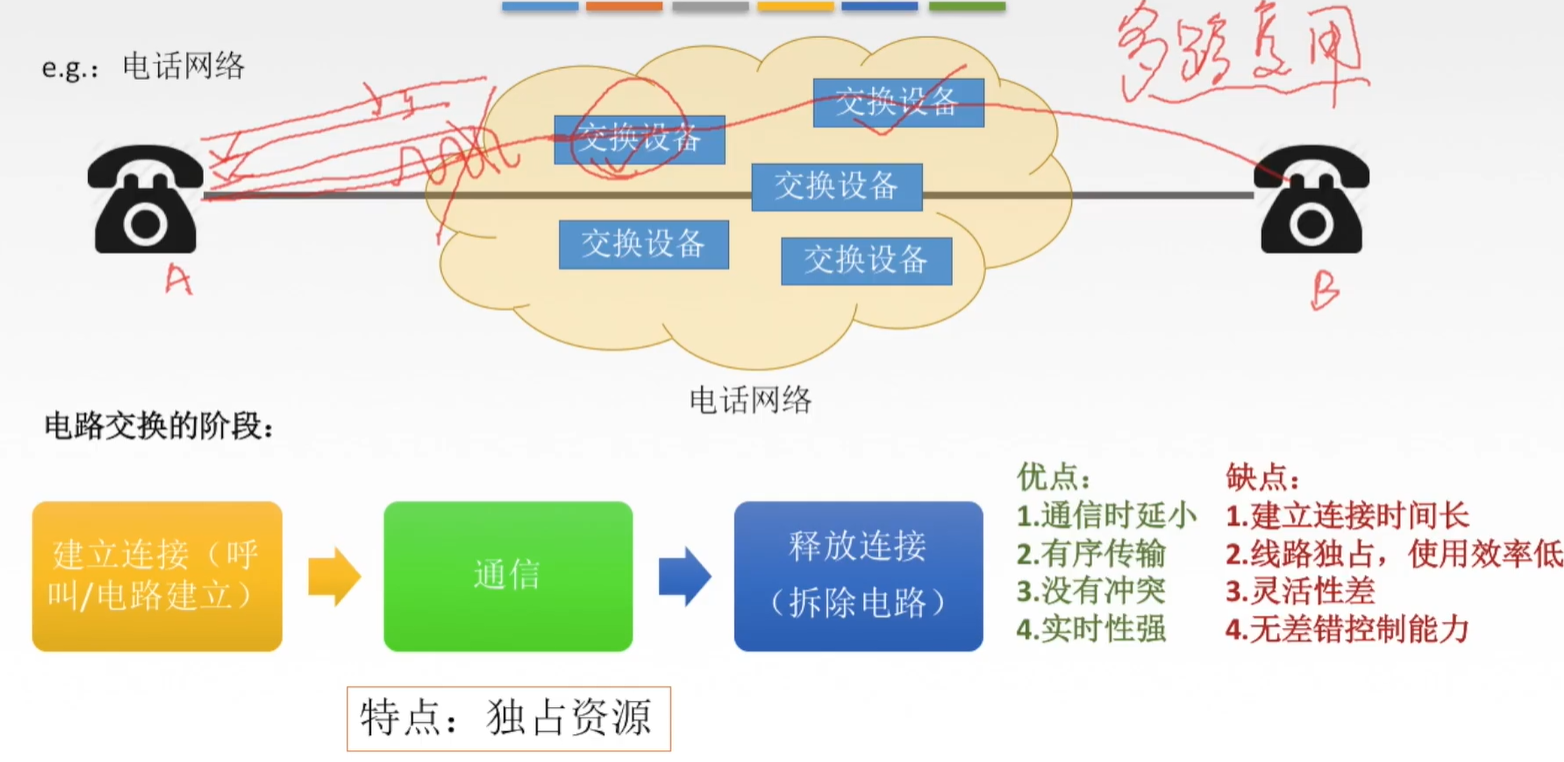 多路复用
e.g.：电话网络
交换设备
交换设备
交换设备
交换设备
交换设备
A
B
电话网络
电路交换的阶段：
建立连接（呼
叫/电路建立）
通信
释放连接
（拆除电路）
优点：
1.通信时延小
2.有序传输
3.没有冲突
4.实时性强
缺点：
1.建立连接时间长
2.线路独占，使用效率低
3.灵活性差
4.无差错控制能力
特点：独占资源